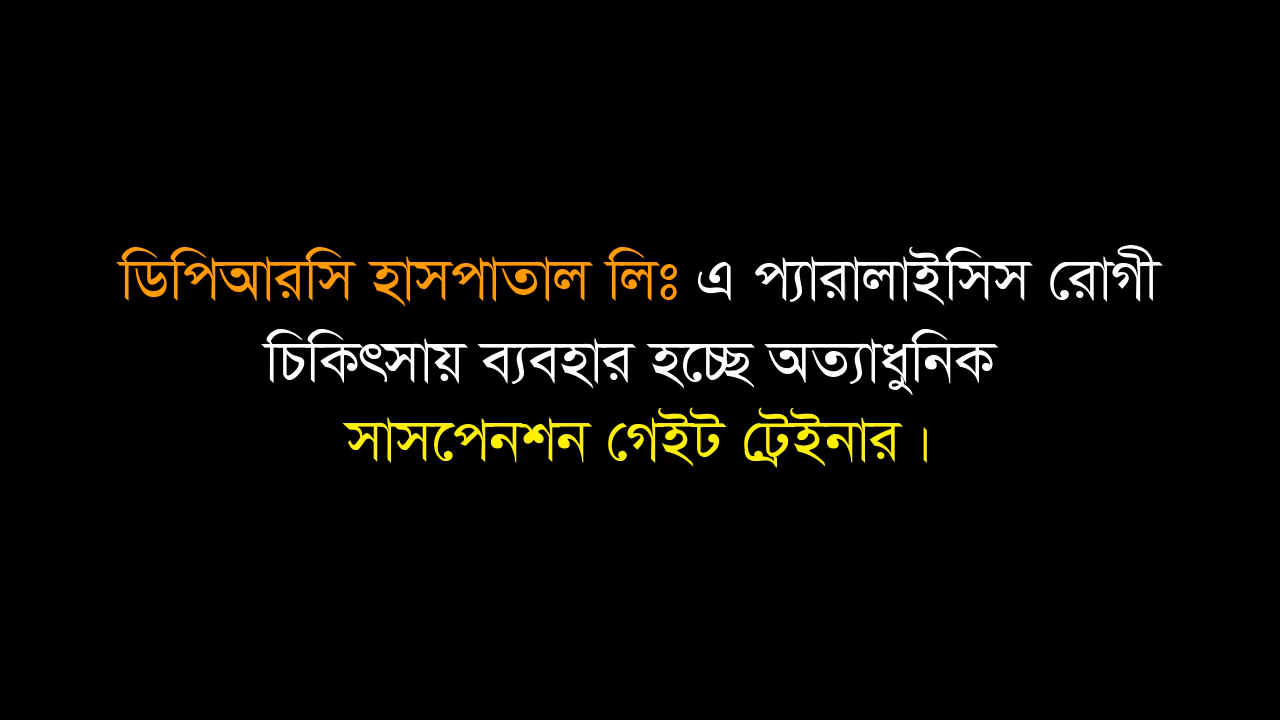 ডিপিআরসি হাসপাতাল লিঃ এ প্যারালাইসিস রোগী
চিকিৎসায় ব্যবহার হচ্ছে অত্যাধুনিক
সাসপেনশন গেইট ট্রেইনার।